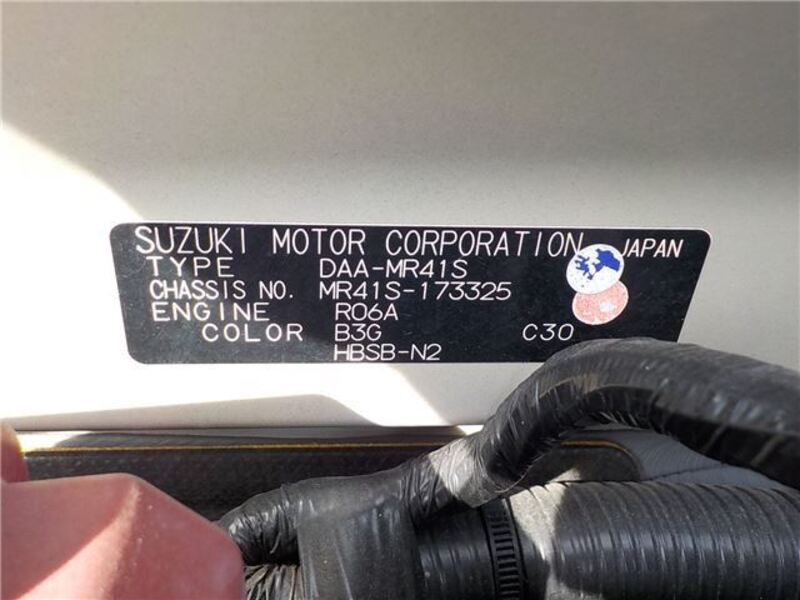 SUZUKI MOTOR CORPORATION JAPAN
TYPE DAA-MR41S
CHASSIS NO. MR41S-173325
ENGINE R06A
COLOR B3G C30
HBSB-N2